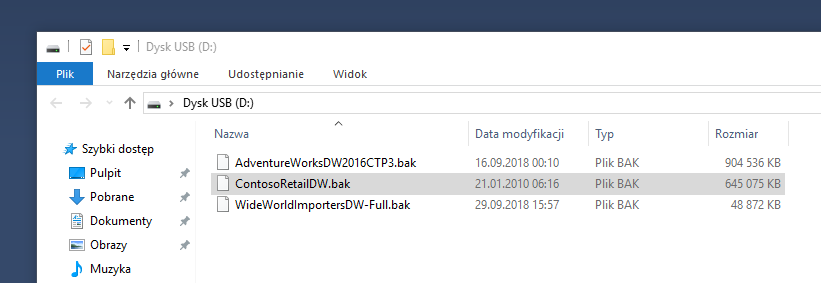 Dysk USB (D:)
Plik Narzędzia główne Udostępnianie Widok
Dysk USB (D:)
Nazwa Data modyfikacji Typ Rozmiar
Szybki dostęp
AdventureWorksDW2016CTP3.bak 16.09.2018 00:10 Plik BAK 904 536 KB
Pulpit
ContosoRetailDW.bak 21.01.2010 06:16 Plik BAK 645 075 KB
Pobrane
WideWorldImportersDW-Full.bak 29.09.2018 15:57 Plik BAK 48 872 KB
Dokumenty
Obrazy
Muzyka